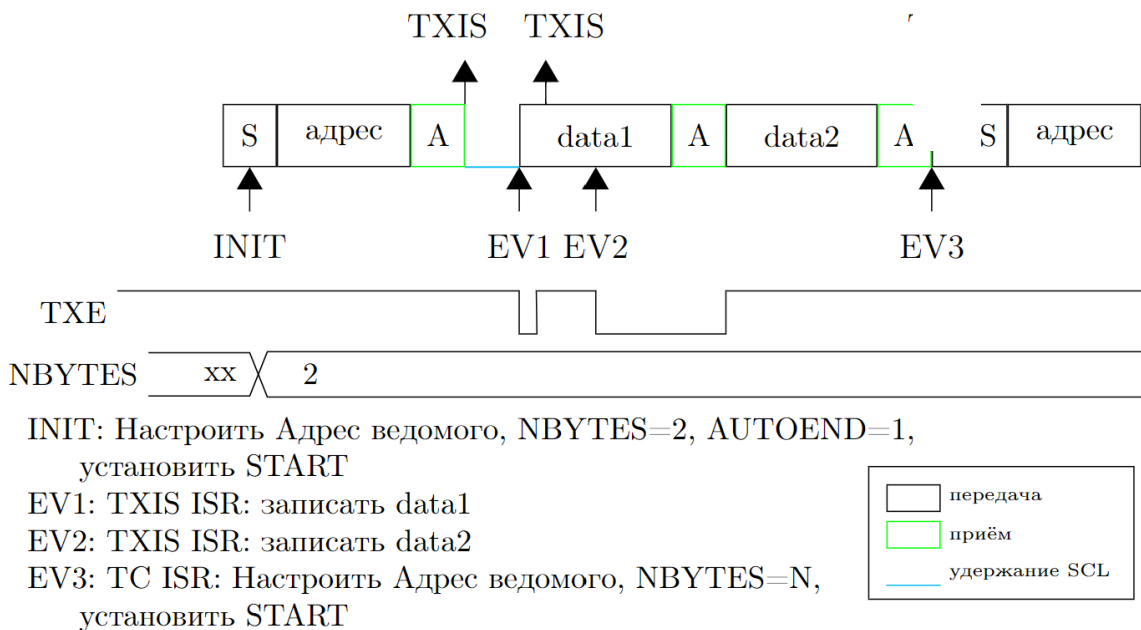 TXIS TXIS
S адрес A data1 A data2 A S адрес
INIT EV1 EV2 EV3
TXE
NBYTES xx 2
INIT: Настроить Адрес ведомого, NBYTES=2, AUTOEND=1,
установить START
EV1: TXIS ISR: записать data1
EV2: TXIS ISR: записать data2
EV3: TC ISR: Настроить Адрес ведомого, NBYTES=N,
установить START
передача
приём
удержание SCL